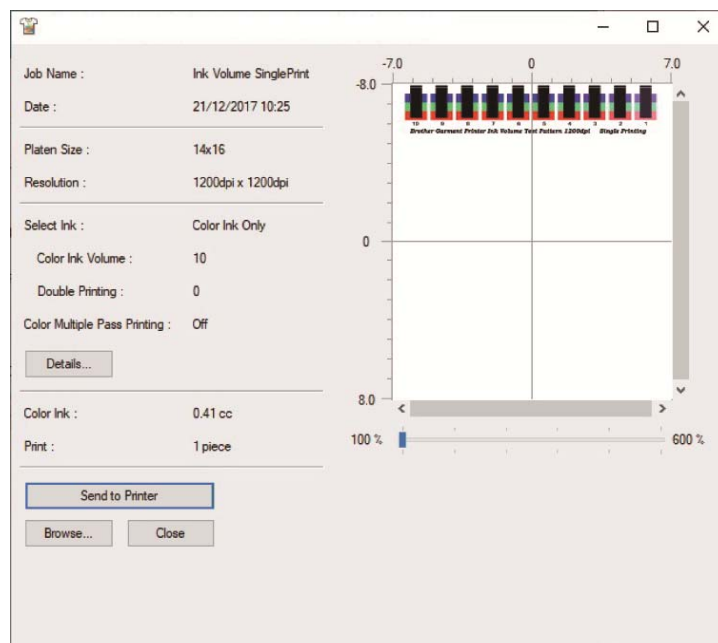 Job Name : Ink Volume SinglePrint
Date : 21/12/2017 10:25
Platen Size : 14x16
Resolution : 1200dpi x 1200dpi
Select Ink : Color Ink Only
Color Ink Volume : 10
Double Printing : 0
Color Multiple Pass Printing : Off
Details...
Color Ink : 0.41 cc
Print : 1 piece
Send to Printer
Browse... Close
-7.0 0 7.0
-8.0
10 9 8 7 6 5 4 3 2 1
Brother Garment Printer Ink Volume Test Pattern 1200dpi Single Printing
0
8.0
100 % 600 %